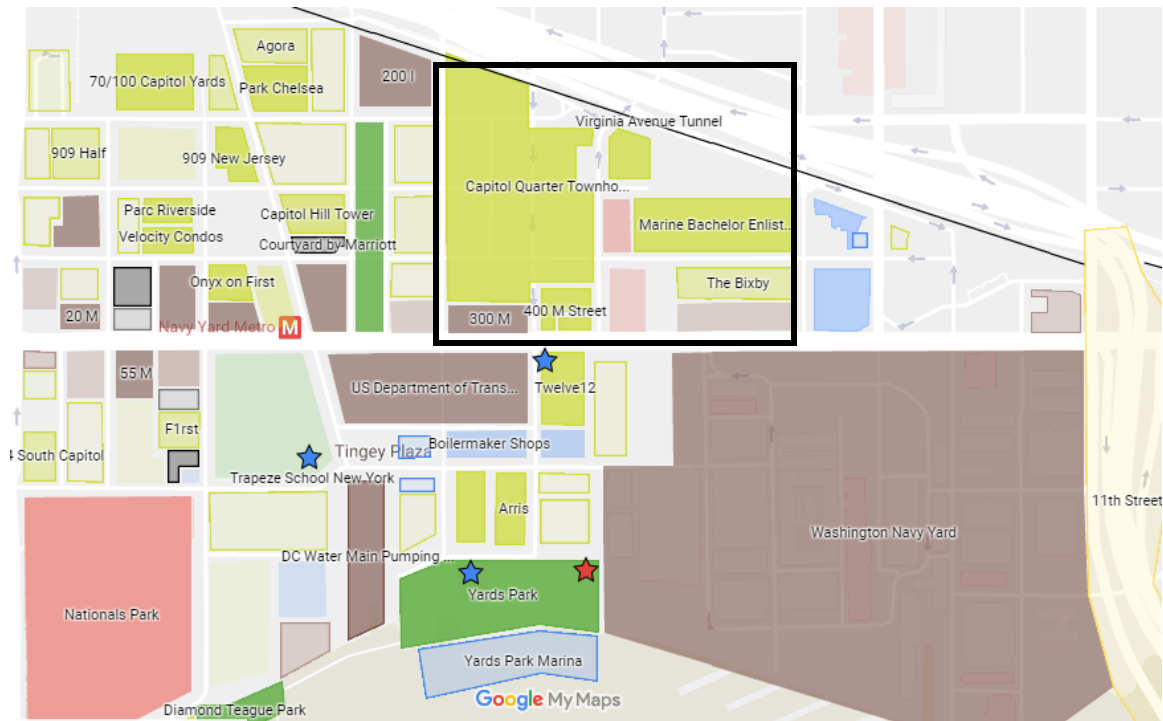 Agora
200 I
70/100 Capitol Yards
Park Chelsea
Virginia Avenue Tunnel
909 Half
909 New Jersey
Capitol Quarter Townho...
Parc Riverside
Capitol Hill Tower
Marine Bachelor Enlist...
Velocity Condos
Courtyard by Marriott
Onyx on First
The Bixby
20 M
300 M
400 M Street
Navy Yard Metro
M
55 M
US Department of Trans...
Twelve12
F1rst
Boilermaker Shops
4 South Capitol
Tingey Plaza
Trapeze School New York
11th Street
Arris
Washington Navy Yard
DC Water Main Pumping ...
Yards Park
Nationals Park
Yards Park Marina
Google My Maps
Diamond Teague Park